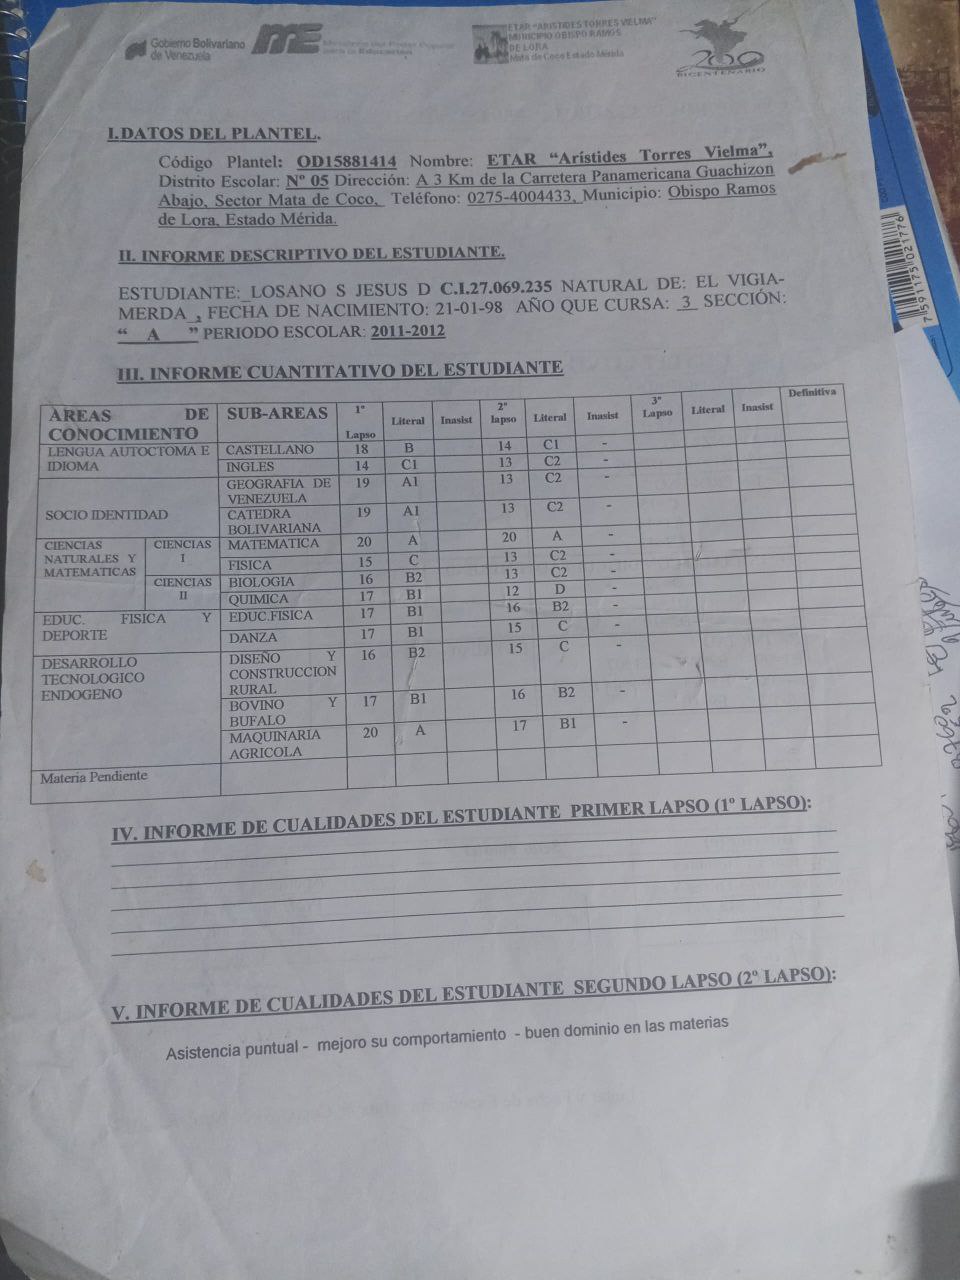 Gobierno Bolivariano
de Venezuela
ME
Ministerio del Poder Popular
para la Educación
ETAR "ARISTIDES TORRES VIELMA"
MUNICIPIO OBISPO RAMOS
DE LORA
Mata de Coco Estado Mérida
200
BICENTENARIO
I.DATOS DEL PLANTEL.
Código Plantel: OD15881414 Nombre: ETAR “Arístides Torres Vielma”,
Distrito Escolar: Nº 05 Dirección: A 3 Km de la Carretera Panamericana Guachizon
Abajo, Sector Mata de Coco, Teléfono: 0275-4004433, Municipio: Obispo Ramos
de Lora, Estado Mérida.
II. INFORME DESCRIPTIVO DEL ESTUDIANTE.
ESTUDIANTE: LOSANO S JESUS D C.I.27.069.235 NATURAL DE: EL VIGIA-
MERDA , FECHA DE NACIMIENTO: 21-01-98 AÑO QUE CURSA: 3 SECCIÓN:
“ A ” PERIODO ESCOLAR: 2011-2012
III. INFORME CUANTITATIVO DEL ESTUDIANTE
AREAS DE CONOCIMIENTO SUB-AREAS 1º Lapso Literal Inasist 2º lapso Literal Inasist 3º Lapso Literal Inasist Definitiva
LENGUA AUTOCTOMA E IDIOMA CASTELLANO 18 B 14 C1 -
INGLES 14 C1 13 C2 -
SOCIO IDENTIDAD GEOGRAFIA DE VENEZUELA 19 A1 13 C2 -
CATEDRA BOLIVARIANA 19 A1 13 C2 -
CIENCIAS NATURALES Y MATEMATICAS CIENCIAS I MATEMATICA 20 A 20 A -
FISICA 15 C 13 C2 -
CIENCIAS II BIOLOGIA 16 B2 13 C2 -
QUIMICA 17 B1 12 D -
EDUC. FISICA Y DEPORTE EDUC.FISICA 17 B1 16 B2 -
DANZA 17 B1 15 C -
DESARROLLO TECNOLOGICO ENDOGENO DISEÑO Y CONSTRUCCION RURAL 16 B2 15 C -
BOVINO Y BUFALO 17 B1 16 B2 -
MAQUINARIA AGRICOLA 20 A 17 B1 -
Materia Pendiente
IV. INFORME DE CUALIDADES DEL ESTUDIANTE PRIMER LAPSO (1º LAPSO):
V. INFORME DE CUALIDADES DEL ESTUDIANTE SEGUNDO LAPSO (2º LAPSO):
Asistencia puntual - mejoro su comportamiento - buen dominio en las materias
7591175021776